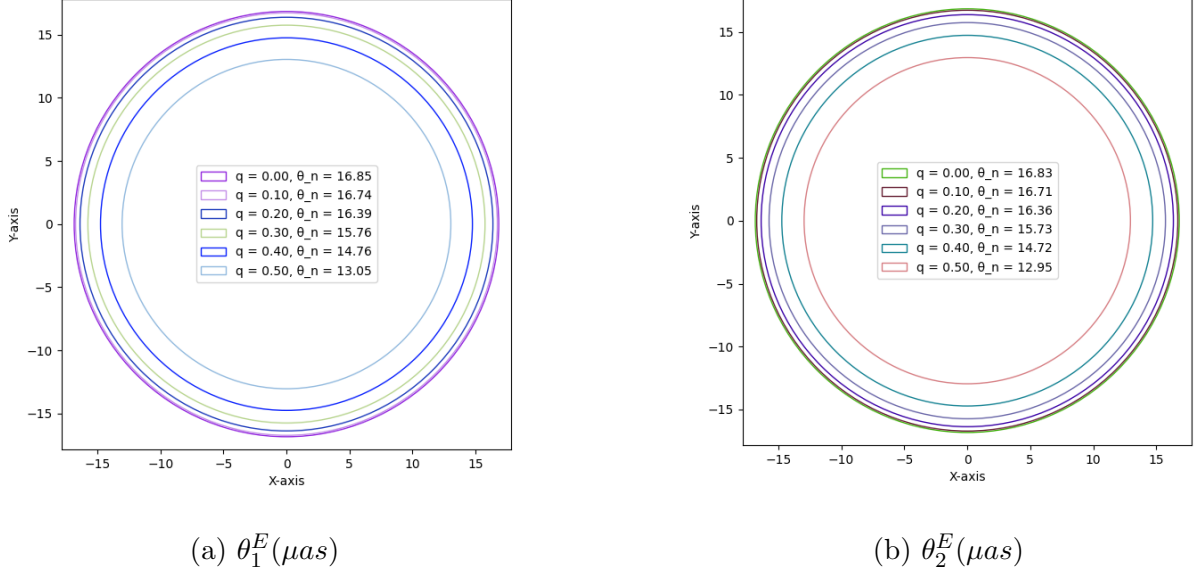 15
10
5
0
−5
−10
−15
Y-axis
−15 −10 −5 0 5 10 15
X-axis
q = 0.00, θ_n = 16.85
q = 0.10, θ_n = 16.74
q = 0.20, θ_n = 16.39
q = 0.30, θ_n = 15.76
q = 0.40, θ_n = 14.76
q = 0.50, θ_n = 13.05
(a) θ₁ᴱ(μas)
15
10
5
0
−5
−10
−15
Y-axis
−15 −10 −5 0 5 10 15
X-axis
q = 0.00, θ_n = 16.83
q = 0.10, θ_n = 16.71
q = 0.20, θ_n = 16.36
q = 0.30, θ_n = 15.73
q = 0.40, θ_n = 14.72
q = 0.50, θ_n = 12.95
(b) θ₂ᴱ(μas)